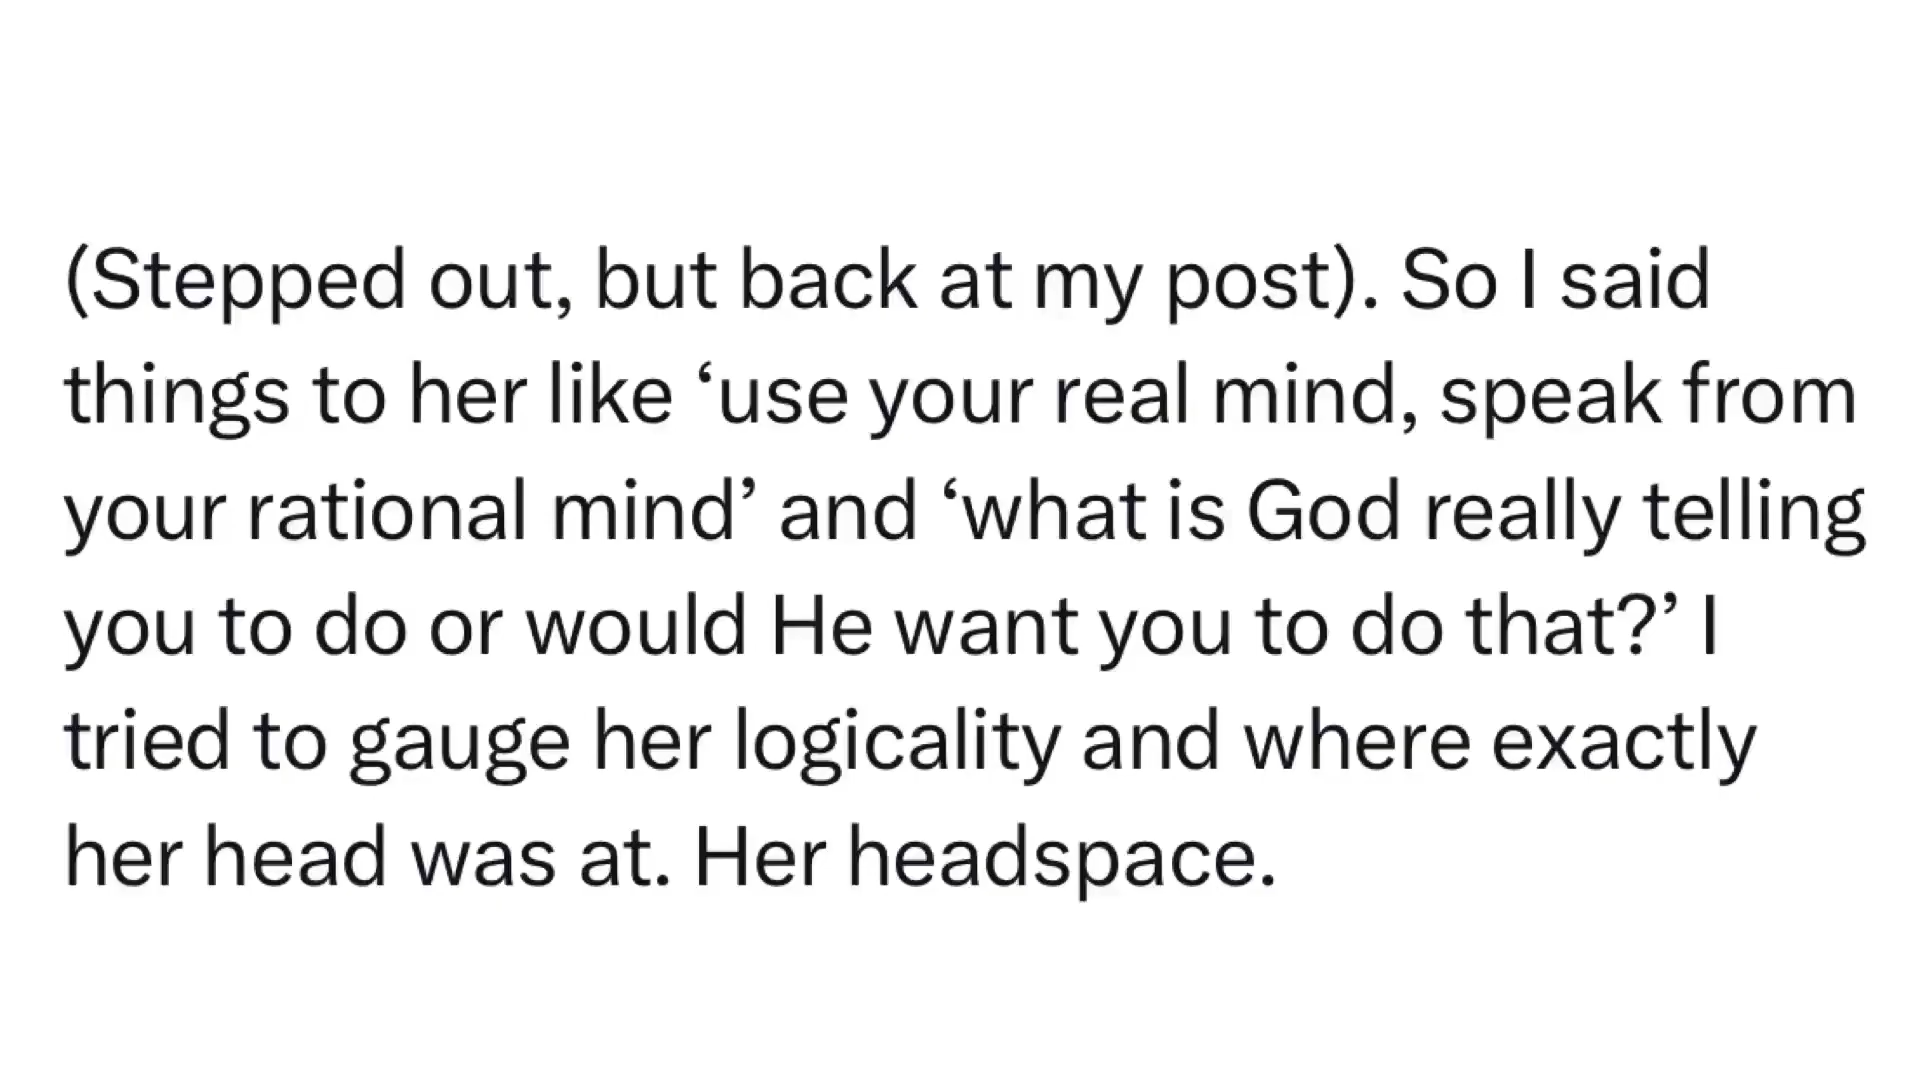 (Stepped out, but back at my post). So I said
things to her like ‘use your real mind, speak from
your rational mind’ and ‘what is God really telling
you to do or would He want you to do that?’ I
tried to gauge her logicality and where exactly
her head was at. Her headspace.